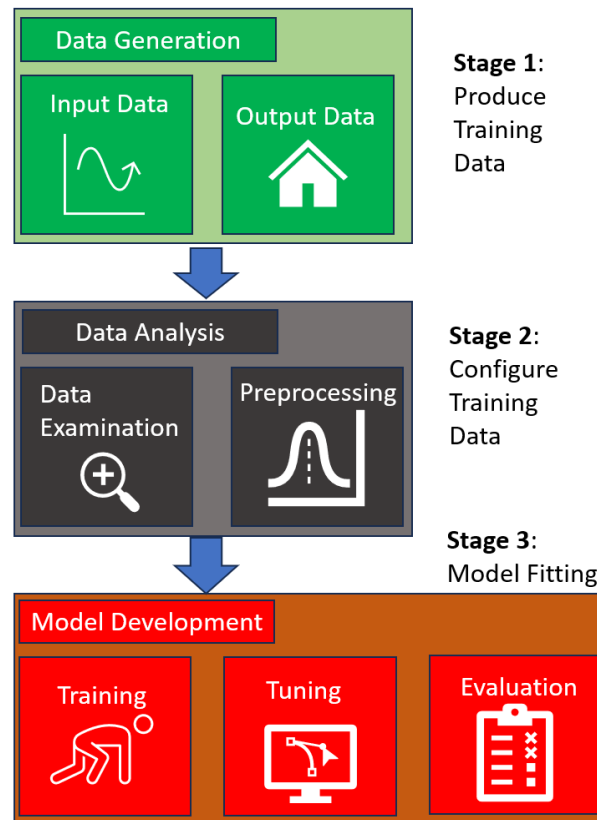 Data Generation
Input Data
Output Data
Stage 1:
Produce
Training
Data
Data Analysis
Data
Examination
Preprocessing
Stage 2:
Configure
Training
Data
Stage 3:
Model Fitting
Model Development
Training
Tuning
Evaluation